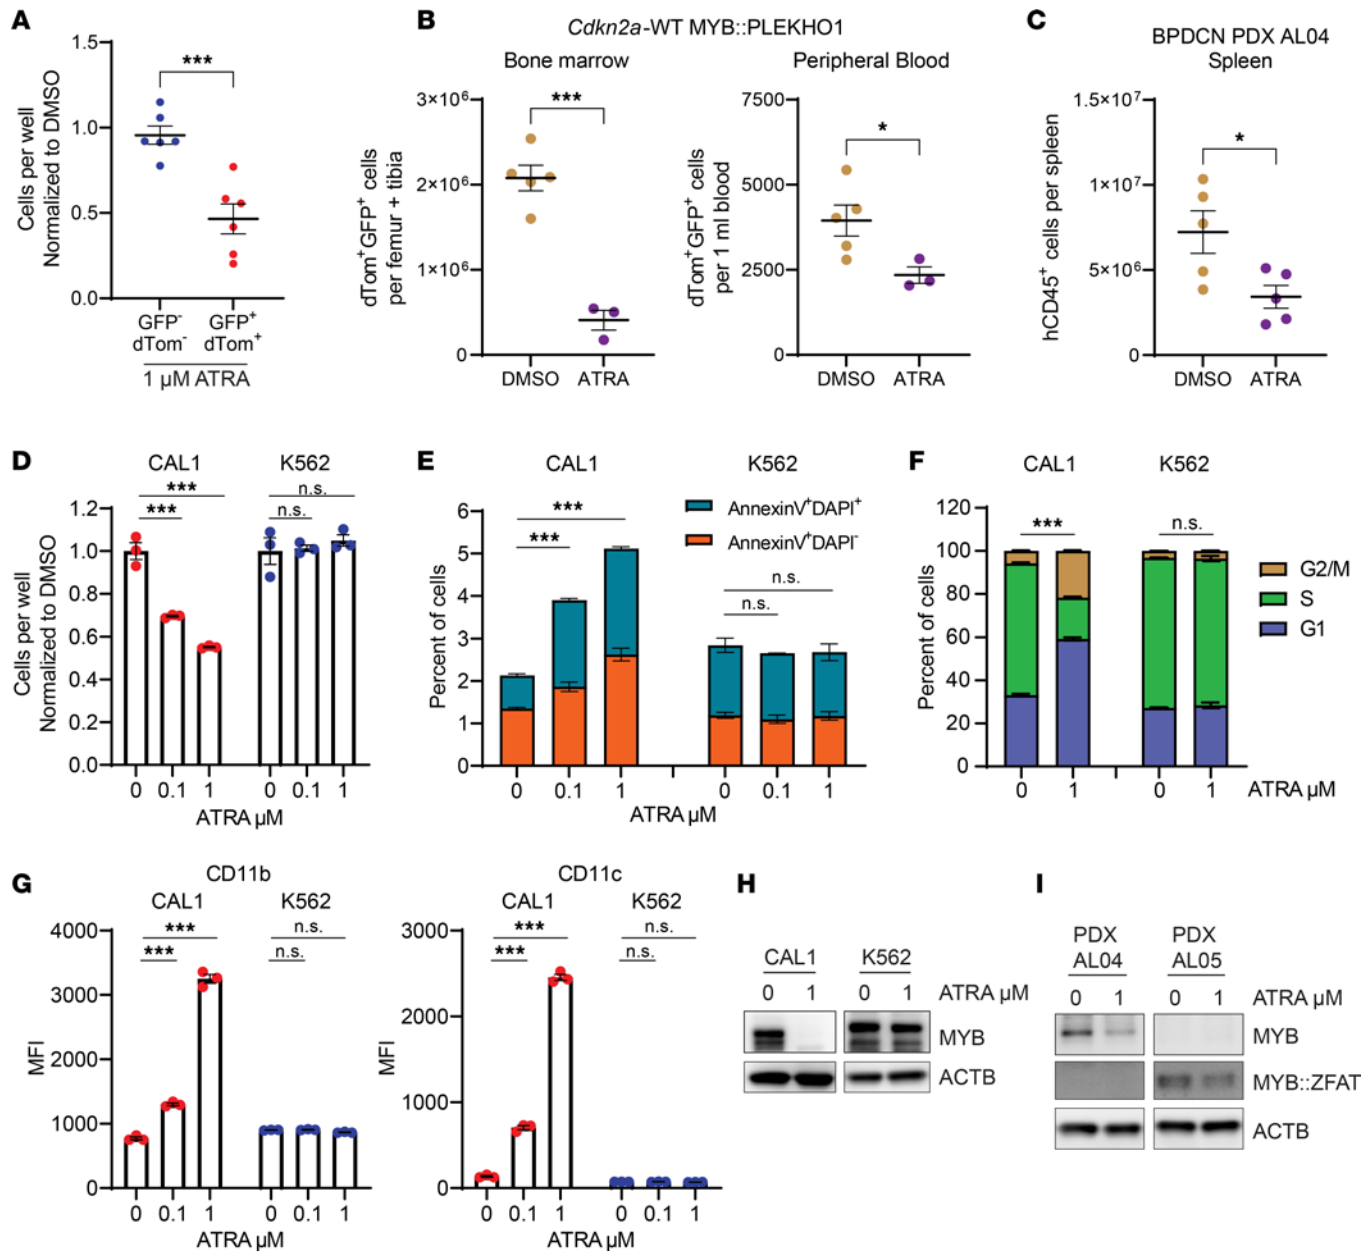 A
Cells per well
Normalized to DMSO
1.5
1.0
0.5
0.0
***
GFP⁻ GFP⁺
dTom⁻ dTom⁺
1 µM ATRA
B
Cdkn2a-WT MYB::PLEKHO1
Bone marrow
dTom⁺GFP⁺ cells
per femur + tibia
3×10⁶
2×10⁶
1×10⁶
0
***
DMSO ATRA
Peripheral Blood
dTom⁺GFP⁺ cells
per 1 ml blood
7500
5000
2500
0
*
DMSO ATRA
C
BPDCN PDX AL04
Spleen
hCD45⁺ cells per spleen
1.5×10⁷
1×10⁷
5×10⁶
0
*
DMSO ATRA
D
CAL1 K562
Cells per well
Normalized to DMSO
1.2
1.0
0.8
0.6
0.4
0.2
0.0
***
***
n.s.
n.s.
0 0.1 1 0 0.1 1
ATRA µM
E
CAL1 K562
Percent of cells
6
5
4
3
2
1
0
***
***
n.s.
n.s.
AnnexinV⁺DAPI⁺
AnnexinV⁺DAPI⁻
0 0.1 1 0 0.1 1
ATRA µM
F
CAL1 K562
Percent of cells
120
100
80
60
40
20
0
***
n.s.
G2/M
S
G1
0 1 0 1 ATRA µM
G
CD11b
CAL1 K562
MFI
4000
3000
2000
1000
0
***
***
n.s.
n.s.
0 0.1 1 0 0.1 1
ATRA µM
CD11c
CAL1 K562
MFI
3000
2000
1000
0
***
***
n.s.
n.s.
0 0.1 1 0 0.1 1
ATRA µM
H
CAL1 K562
0 1 0 1 ATRA µM
MYB
ACTB
I
PDX PDX
AL04 AL05
0 1 0 1 ATRA µM
MYB
MYB::ZFAT
ACTB